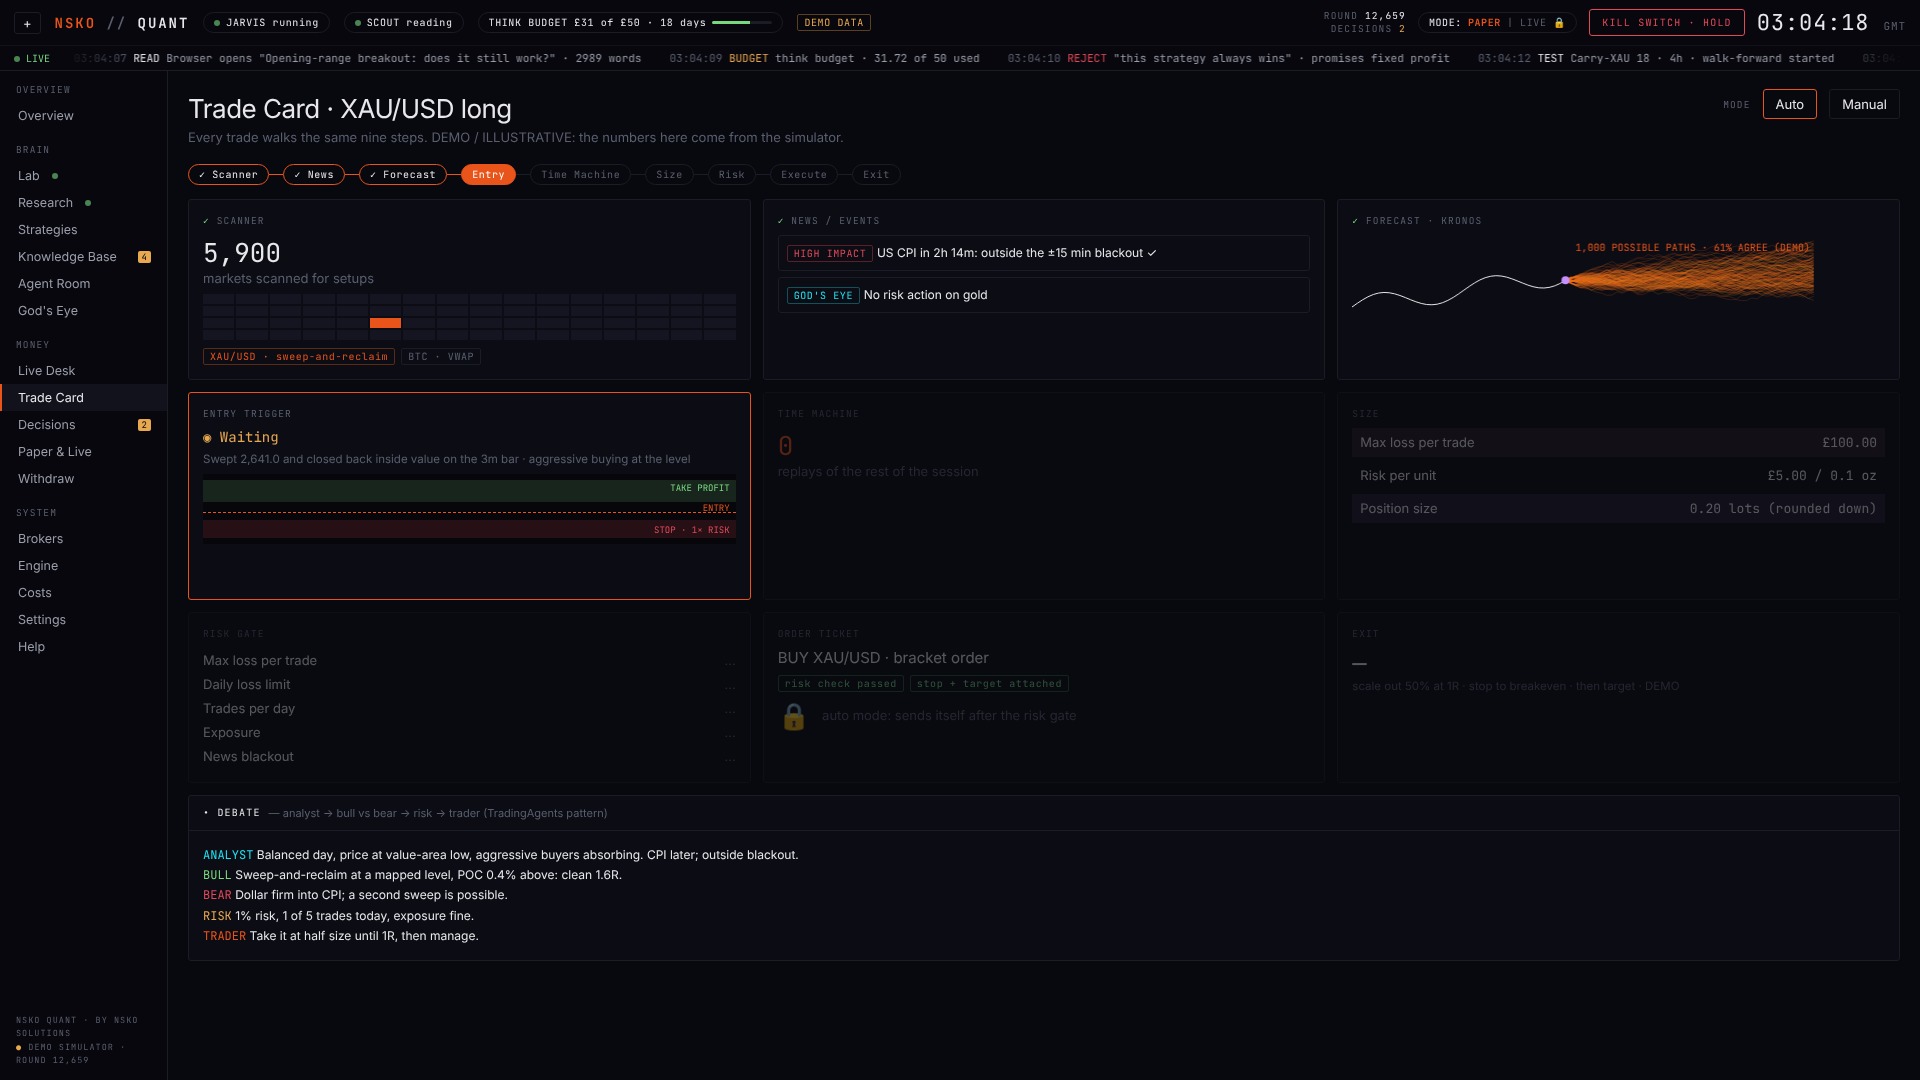 + NSKO // QUANT JARVIS running SCOUT reading THINK BUDGET £31 of £50 · 18 days DEMO DATA ROUND 12,659 DECISIONS 2 MODE: PAPER | LIVE 🔒 KILL SWITCH · HOLD 03:04:18 GMT
LIVE 03:04:07 READ Browser opens "Opening-range breakout: does it still work?" · 2989 words 03:04:09 BUDGET think budget · 31.72 of 50 used 03:04:10 REJECT "this strategy always wins" · promises fixed profit 03:04:12 TEST Carry-XAU 18 · 4h · walk-forward started 03:04
OVERVIEW
Overview
BRAIN
Lab
Research
Strategies
Knowledge Base 4
Agent Room
God's Eye
MONEY
Live Desk
Trade Card
Decisions 2
Paper & Live
Withdraw
SYSTEM
Brokers
Engine
Costs
Settings
Help
NSKO QUANT · BY NSKO
SOLUTIONS
DEMO SIMULATOR ·
ROUND 12,659
Trade Card · XAU/USD long
Every trade walks the same nine steps. DEMO / ILLUSTRATIVE: the numbers here come from the simulator.
MODE Auto Manual
✓ Scanner ✓ News ✓ Forecast Entry Time Machine Size Risk Execute Exit
✓ SCANNER
5,900
markets scanned for setups
XAU/USD · sweep-and-reclaim BTC · VWAP
✓ NEWS / EVENTS
HIGH IMPACT US CPI in 2h 14m: outside the ±15 min blackout ✓
GOD'S EYE No risk action on gold
✓ FORECAST · KRONOS
1,000 POSSIBLE PATHS · 61% AGREE (DEMO)
ENTRY TRIGGER
◉ Waiting
Swept 2,641.0 and closed back inside value on the 3m bar · aggressive buying at the level
TAKE PROFIT
ENTRY
STOP · 1× RISK
TIME MACHINE
0
replays of the rest of the session
SIZE
Max loss per trade £100.00
Risk per unit £5.00 / 0.1 oz
Position size 0.20 lots (rounded down)
RISK GATE
Max loss per trade ...
Daily loss limit ...
Trades per day ...
Exposure ...
News blackout ...
ORDER TICKET
BUY XAU/USD · bracket order
risk check passed stop + target attached
🔒 auto mode: sends itself after the risk gate
EXIT
—
scale out 50% at 1R · stop to breakeven · then target · DEMO
• DEBATE — analyst → bull vs bear → risk → trader (TradingAgents pattern)
ANALYST Balanced day, price at value-area low, aggressive buyers absorbing. CPI later; outside blackout.
BULL Sweep-and-reclaim at a mapped level, POC 0.4% above: clean 1.6R.
BEAR Dollar firm into CPI; a second sweep is possible.
RISK 1% risk, 1 of 5 trades today, exposure fine.
TRADER Take it at half size until 1R, then manage.